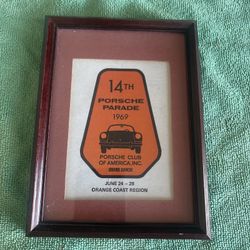 14TH
PORSCHE
PARADE
1969
PORSCHE CLUB
OF AMERICA, INC.
JUNE 24 – 29
ORANGE COAST REGION